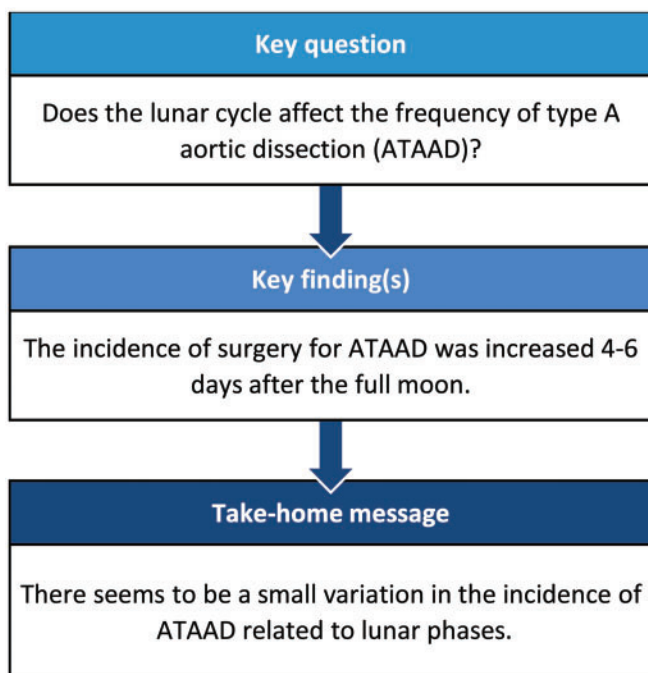 Key question
Does the lunar cycle affect the frequency of type A
aortic dissection (ATAAD)?
Key finding(s)
The incidence of surgery for ATAAD was increased 4-6
days after the full moon.
Take-home message
There seems to be a small variation in the incidence of
ATAAD related to lunar phases.